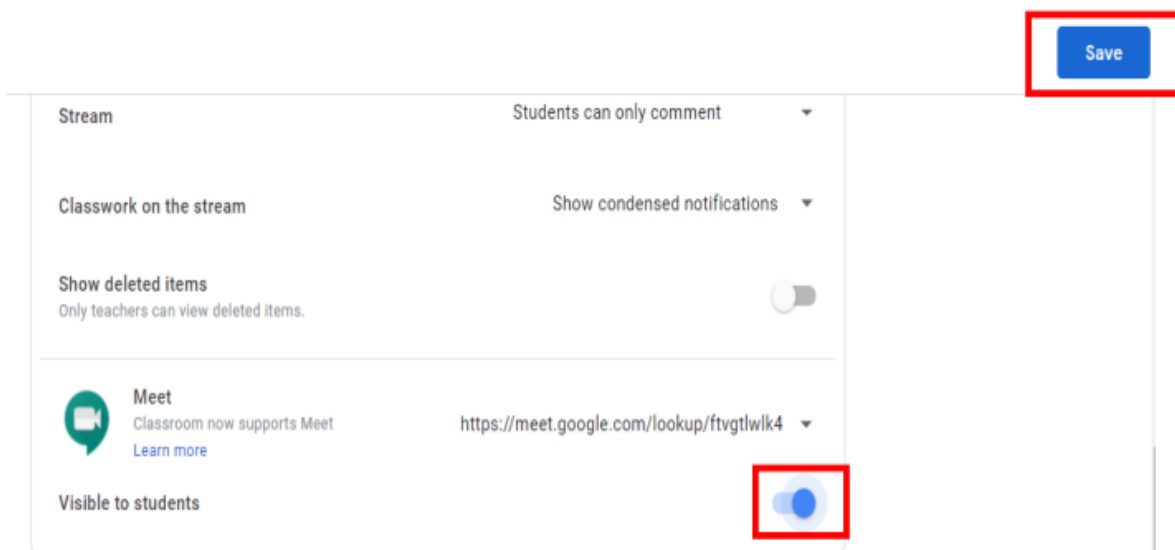 Save
Stream
Students can only comment
Classwork on the stream
Show condensed notifications
Show deleted items
Only teachers can view deleted items.
Meet
Classroom now supports Meet
https://meet.google.com/lookup/ftvgtlwlk4
Learn more
Visible to students